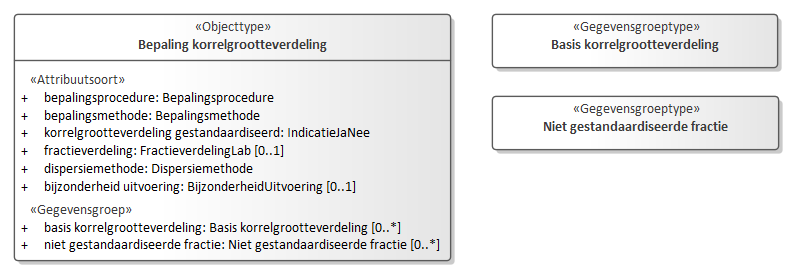 «Objecttype»
Bepaling korrelgrootteverdeling
«Attribuutsoort»
+ bepalingsprocedure: Bepalingsprocedure
+ bepalingsmethode: Bepalingsmethode
+ korrelgrootteverdeling gestandaardiseerd: IndicatieJaNee
+ fractieverdeling: FractieverdelingLab [0..1]
+ dispersiemethode: Dispersiemethode
+ bijzonderheid uitvoering: BijzonderheidUitvoering [0..1]
«Gegevensgroep»
+ basis korrelgrootteverdeling: Basis korrelgrootteverdeling [0..*]
+ niet gestandaardiseerde fractie: Niet gestandaardiseerde fractie [0..*]
«Gegevensgroeptype»
Basis korrelgrootteverdeling
«Gegevensgroeptype»
Niet gestandaardiseerde fractie